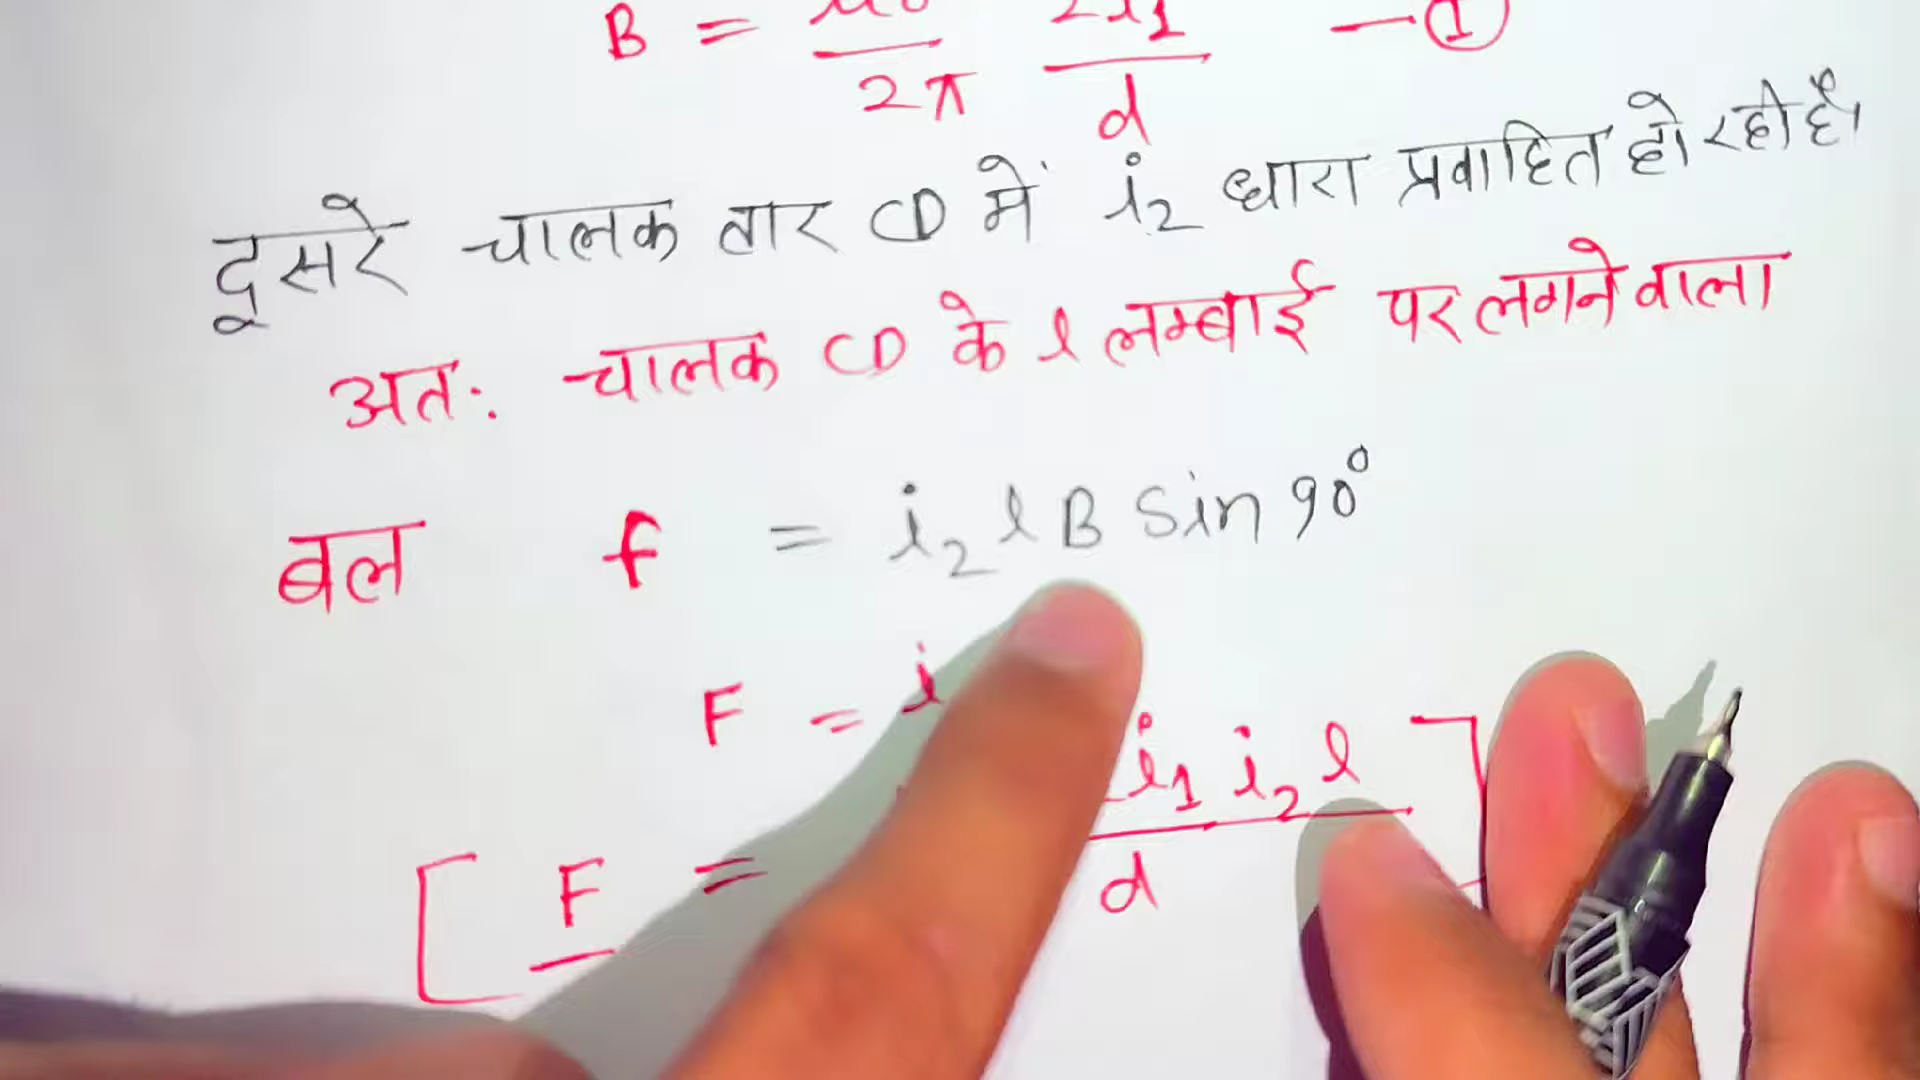 B = μ₀/2π 2i₁/d —①
दूसरे चालक तार CD में i₂ धारा प्रवाहित हो रही है।
अतः चालक CD के l लम्बाई पर लगने वाला
बल f = i₂ l B Sin 90°
F = i
[ F = i₁ i₂ l / d ]